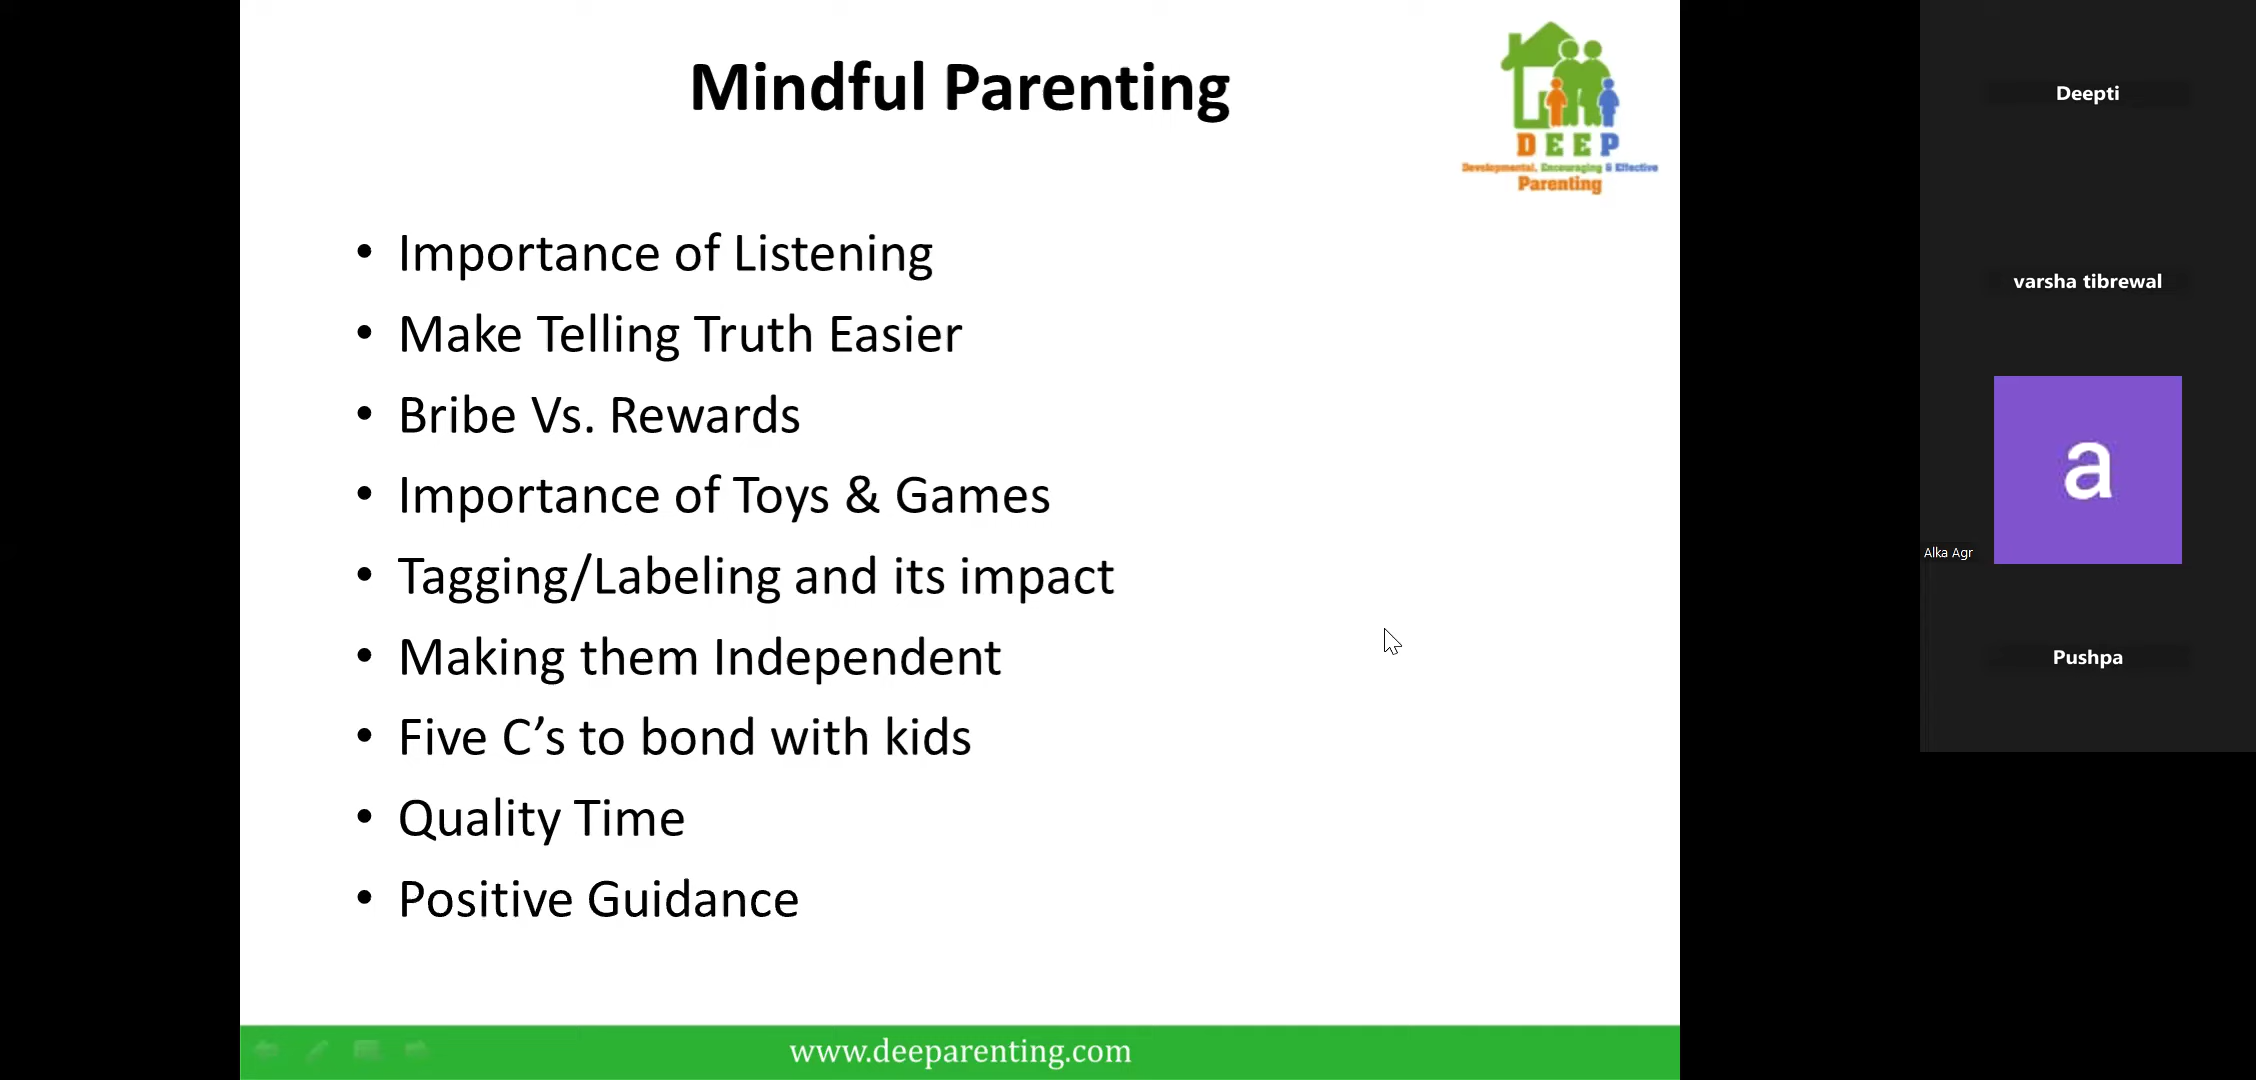 Mindful Parenting
DEEP
Developmental, Encouraging & Effective
Parenting
• Importance of Listening
• Make Telling Truth Easier
• Bribe Vs. Rewards
• Importance of Toys & Games
• Tagging/Labeling and its impact
• Making them Independent
• Five C’s to bond with kids
• Quality Time
• Positive Guidance
www.deeparenting.com
Deepti
varsha tibrewal
a
Alka Agr
Pushpa